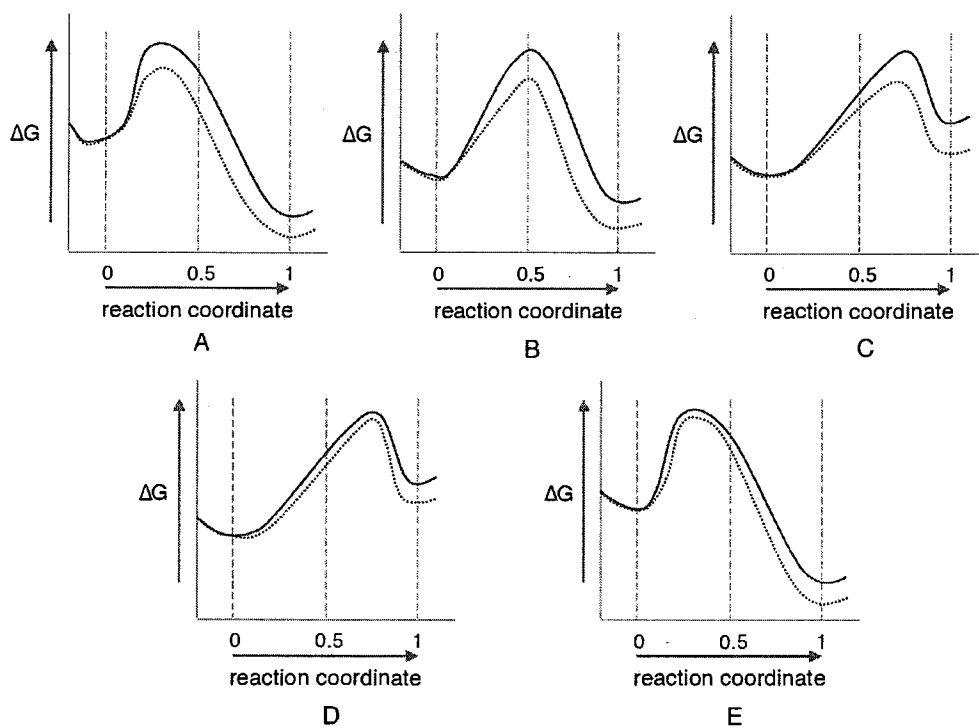 ΔG
0 0.5 1
reaction coordinate
A
ΔG
0 0.5 1
reaction coordinate
B
ΔG
0 0.5 1
reaction coordinate
C
ΔG
0 0.5 1
reaction coordinate
D
ΔG
0 0.5 1
reaction coordinate
E